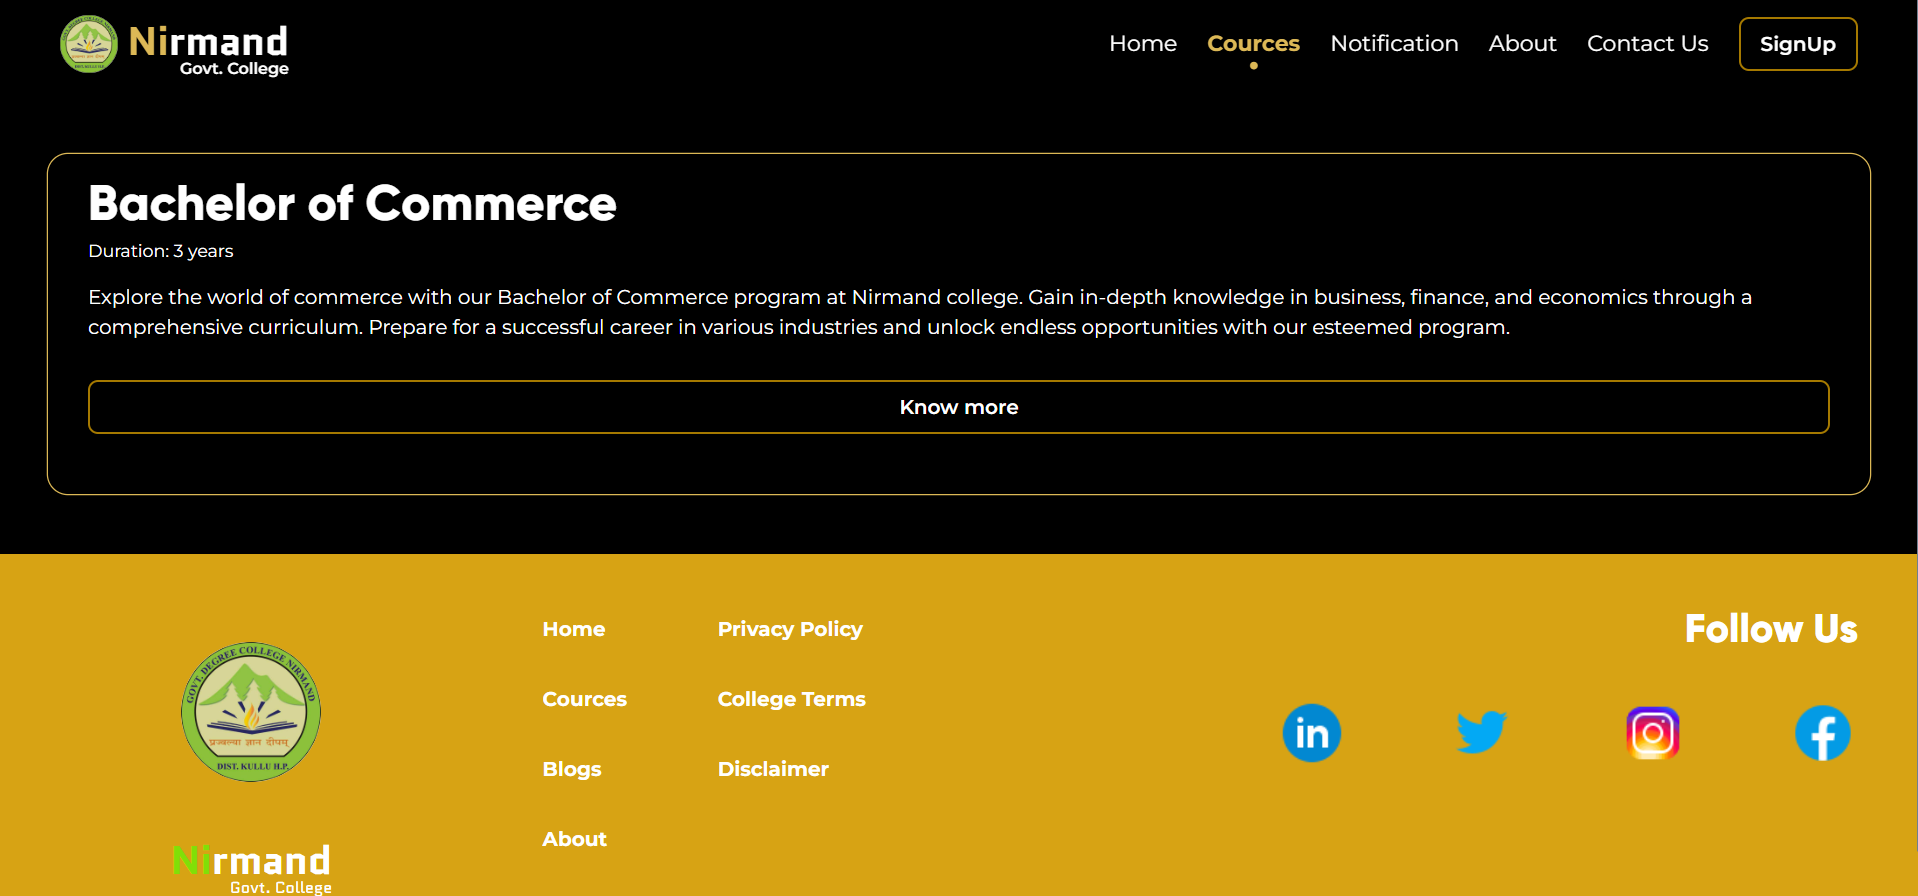 Nirmand
Govt. College
Home Cources Notification About Contact Us SignUp
Bachelor of Commerce
Duration: 3 years
Explore the world of commerce with our Bachelor of Commerce program at Nirmand college. Gain in-depth knowledge in business, finance, and economics through a
comprehensive curriculum. Prepare for a successful career in various industries and unlock endless opportunities with our esteemed program.
Know more
GOVT. DEGREE COLLEGE NIRMAND
प्रज्वल्या ज्ञान दीपम्
DIST. KULLU H.P.
Nirmand
Govt. College
Home
Cources
Blogs
About
Privacy Policy
College Terms
Disclaimer
Follow Us
in